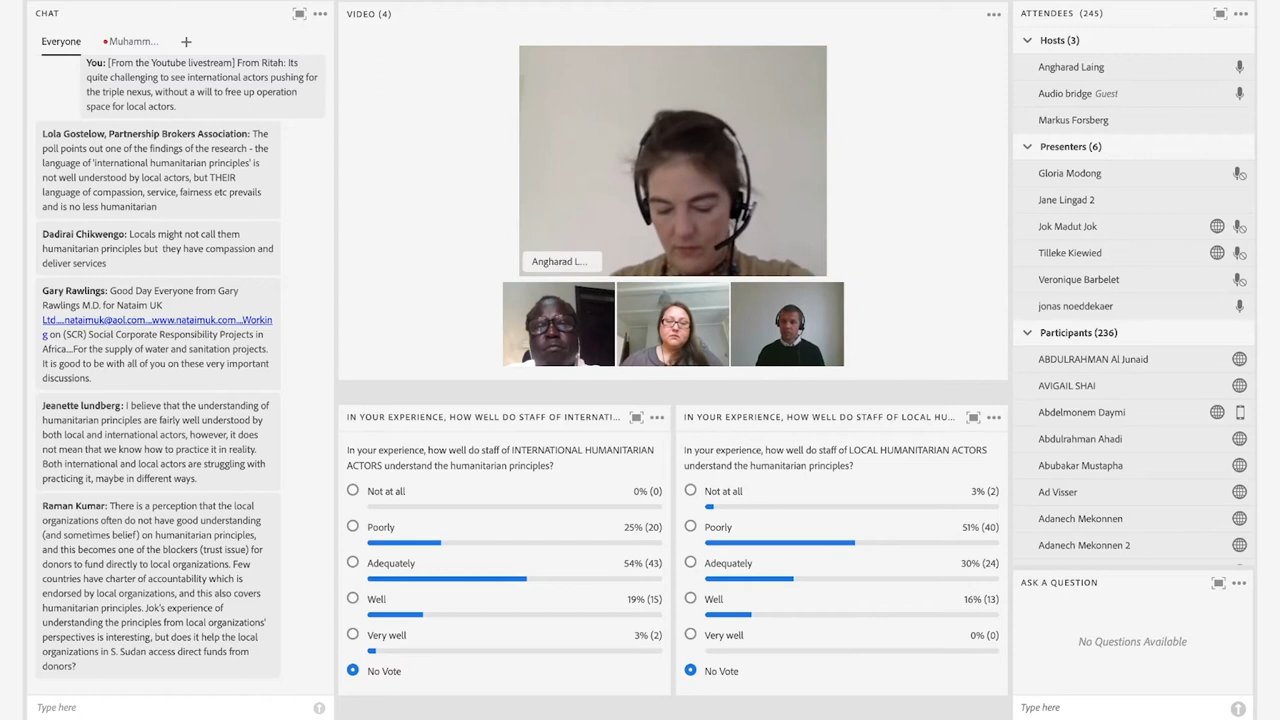 CHAT
Everyone
Muhamm...
You: [From the Youtube livestream] From Ritah: Its
quite challenging to see international actors pushing for
the triple nexus, without a will to free up operation
space for local actors.
Lola Gostelow, Partnership Brokers Association: The
poll points out one of the findings of the research - the
language of 'international humanitarian principles' is
not well understood by local actors, but THEIR
language of compassion, service, fairness etc prevails
and is no less humanitarian
Dadirai Chikwengo: Locals might not call them
humanitarian principles but they have compassion and
deliver services
Gary Rawlings: Good Day Everyone from Gary
Rawlings M.D. for Nataim UK
Ltd....nataimuk@aol.com...www.nataimuk.com...Workin
g on (SCR) Social Corporate Responsibility Projects in
Africa...For the supply of water and sanitation projects.
It is good to be with all of you on these very important
discussions.
Jeanette lundberg: I believe that the understanding of
humanitarian principles are fairly well understood by
both local and international actors, however, it does
not mean that we know how to practice it in reality.
Both international and local actors are struggling with
practicing it, maybe in different ways.
Raman Kumar: There is a perception that the local
organizations often do not have good understanding
(and sometimes belief) on humanitarian principles,
and this becomes one of the blockers (trust issue) for
donors to fund directly to local organizations. Few
countries have charter of accountability which is
endorsed by local organizations, and this also covers
humanitarian principles. Jok's experience of
understanding the principles from local organizations'
perspectives is interesting, but does it help the local
organizations in S. Sudan access direct funds from
donors?
Type here
VIDEO (4)
Angharad L...
IN YOUR EXPERIENCE, HOW WELL DO STAFF OF INTERNATI...
In your experience, how well do staff of INTERNATIONAL HUMANITARIAN
ACTORS understand the humanitarian principles?
Not at all 0% (0)
Poorly 25% (20)
Adequately 54% (43)
Well 19% (15)
Very well 3% (2)
No Vote
IN YOUR EXPERIENCE, HOW WELL DO STAFF OF LOCAL HU...
In your experience, how well do staff of LOCAL HUMANITARIAN ACTORS
understand the humanitarian principles?
Not at all 3% (2)
Poorly 51% (40)
Adequately 30% (24)
Well 16% (13)
Very well 0% (0)
No Vote
ATTENDEES (245)
Hosts (3)
Angharad Laing
Audio bridge Guest
Markus Forsberg
Presenters (6)
Gloria Modong
Jane Lingad 2
Jok Madut Jok
Tilleke Kiewied
Veronique Barbelet
jonas noeddekaer
Participants (236)
ABDULRAHMAN Al Junaid
AVIGAIL SHAI
Abdelmonem Daymi
Abdulrahman Ahadi
Abubakar Mustapha
Ad Visser
Adanech Mekonnen
Adanech Mekonnen 2
ASK A QUESTION
No Questions Available
Type here